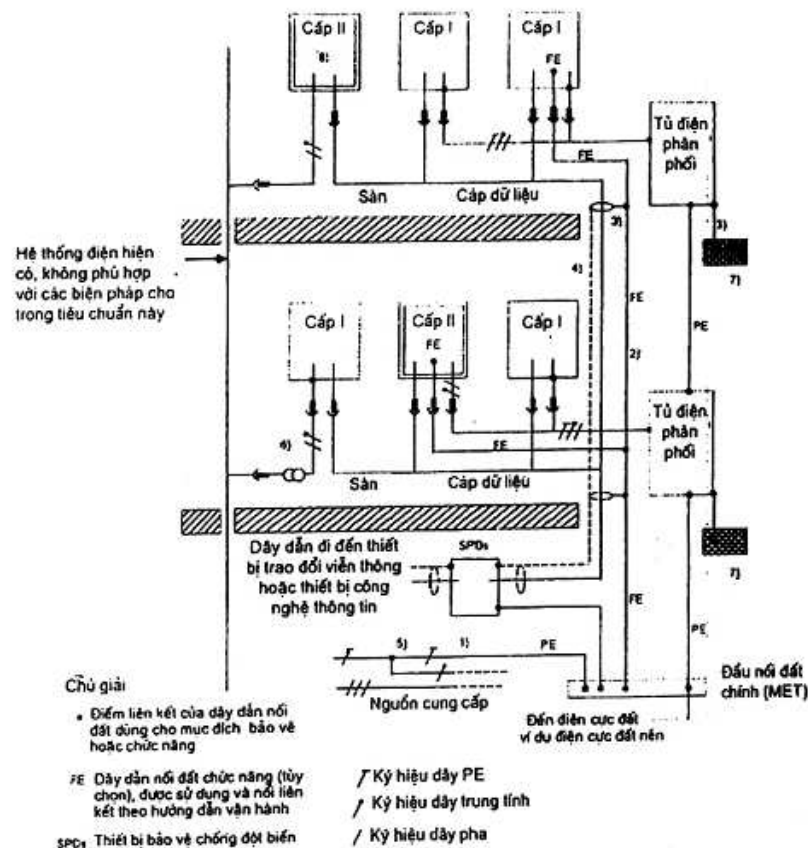 Cấp II
Cấp I
Cấp I
8)
FE
Tủ điện
phân
phối
FE
Sàn
Cáp dữ liệu
3)
3)
7)
4)
Hệ thống điện hiện
có, không phù hợp
với các biện pháp cho
trong tiêu chuẩn này
FE
PE
2)
Cấp I
Cấp II
Cấp I
FE
Tủ điện
phân
phối
6)
FE
Sàn
Cáp dữ liệu
7)
Dây dẫn đi đến thiết
bị trao đổi viễn thông
hoặc thiết bị công
nghệ thông tin
SPDs
FE
PE
5)
1)
PE
Nguồn cung cấp
Đầu nối đất
chính (MET)
Đến điện cực đất
ví dụ điện cực đất nền
Chú giải
• Điểm liên kết của dây dẫn nối
đất dùng cho mục đích bảo vệ
hoặc chức năng
FE Dây dẫn nối đất chức năng (tùy
chọn), được sử dụng và nối liên
kết theo hướng dẫn vận hành
SPDs Thiết bị bảo vệ chống đột biến
Ký hiệu dây PE
Ký hiệu dây trung tính
Ký hiệu dây pha